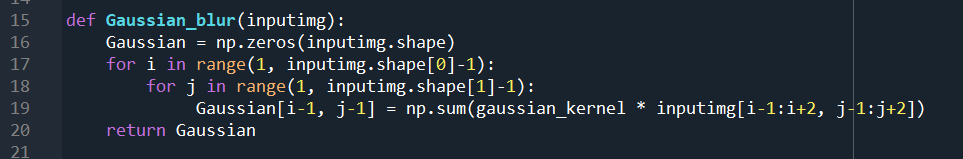 15 def Gaussian_blur(inputimg):
16     Gaussian = np.zeros(inputimg.shape)
17     for i in range(1, inputimg.shape[0]-1):
18         for j in range(1, inputimg.shape[1]-1):
19             Gaussian[i-1, j-1] = np.sum(gaussian_kernel * inputimg[i-1:i+2, j-1:j+2])
20     return Gaussian
21